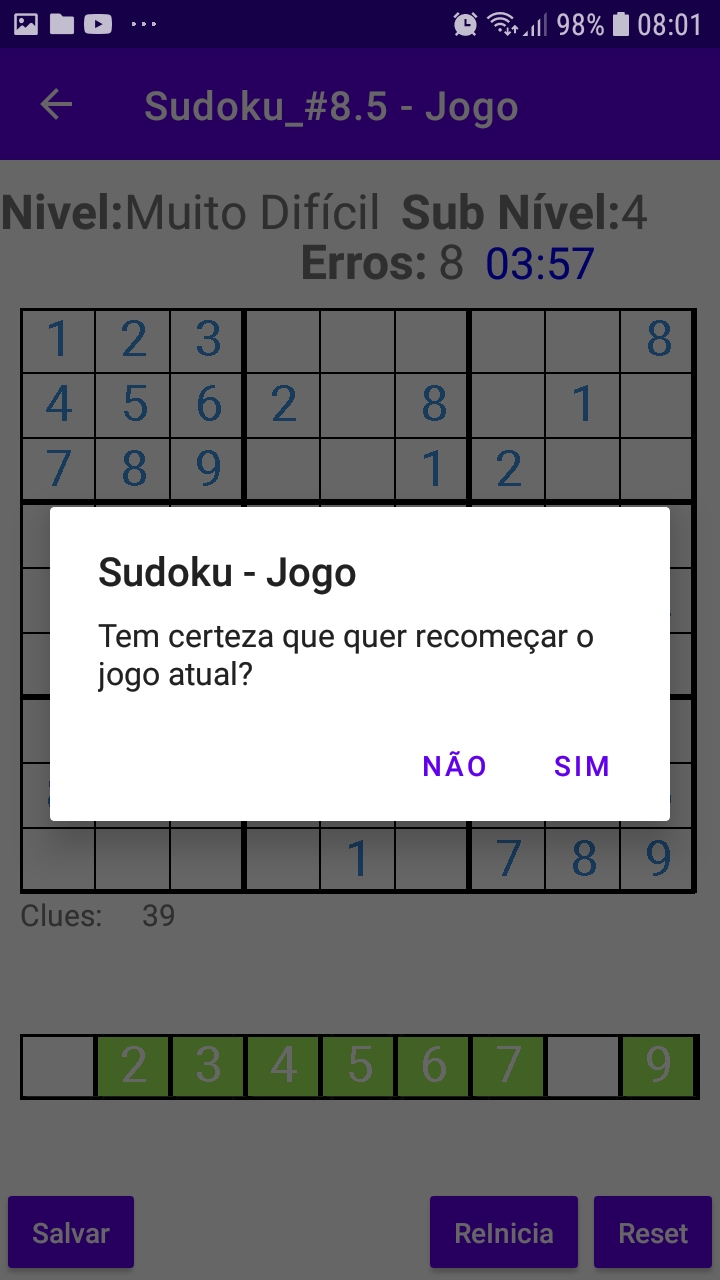 98% 08:01
Sudoku_#8.5 - Jogo
Nivel:Muito Difícil Sub Nível:4
Erros: 8 03:57
1 2 3 8
4 5 6 2 8 1
7 8 9 1 2
Sudoku - Jogo
Tem certeza que quer recomeçar o
jogo atual?
NÃO SIM
1 7 8 9
Clues: 39
2 3 4 5 6 7 9
Salvar ReInicia Reset